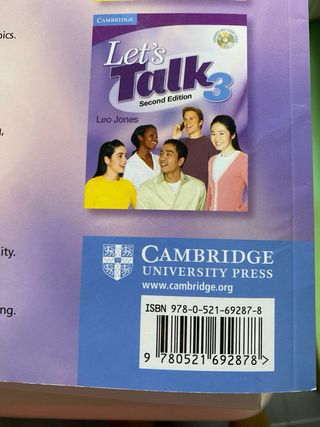 pics.
CAMBRIDGE
Let's
Talk 3
Second Edition
Leo Jones
ity.
ng.
CAMBRIDGE
UNIVERSITY PRESS
www.cambridge.org
ISBN 978-0-521-69287-8
9 780521 692878 >